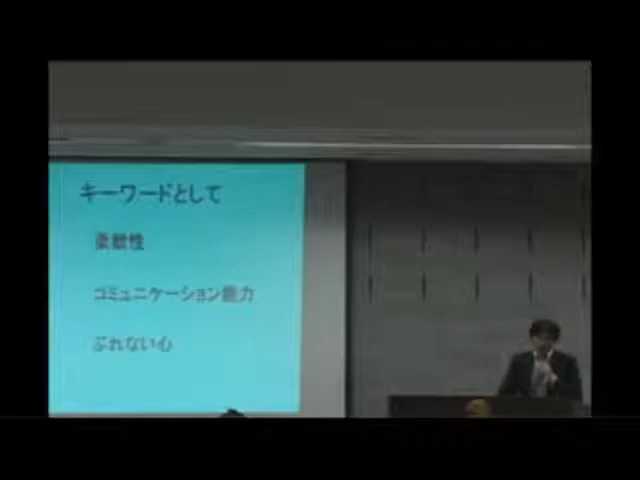 キーワードとして
柔軟性
コミュニケーション能力
ぶれない心